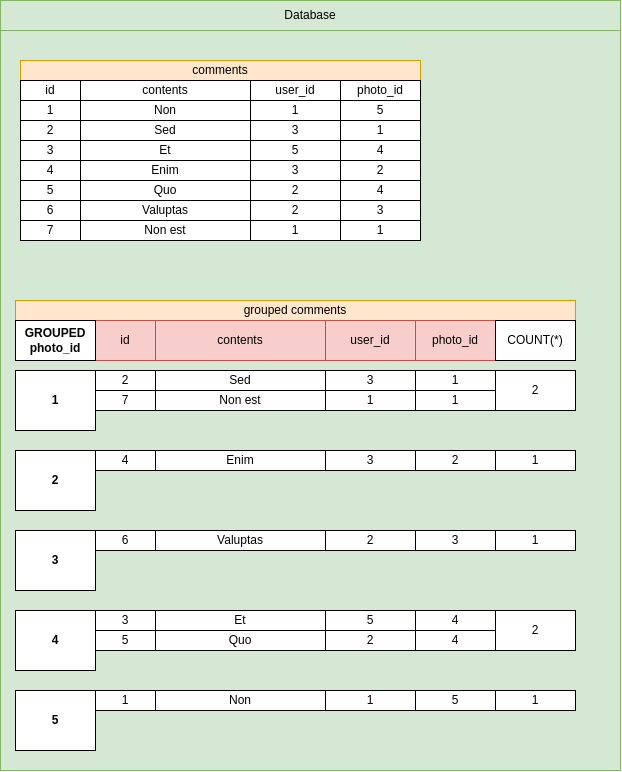 Database
comments
id contents user_id photo_id
1 Non 1 5
2 Sed 3 1
3 Et 5 4
4 Enim 3 2
5 Quo 2 4
6 Valuptas 2 3
7 Non est 1 1
grouped comments
GROUPED
photo_id id contents user_id photo_id COUNT(*)
1
2 Sed 3 1 2
7 Non est 1 1
2
4 Enim 3 2 1
3
6 Valuptas 2 3 1
4
3 Et 5 4 2
5 Quo 2 4
5
1 Non 1 5 1